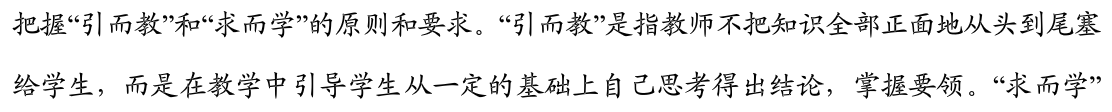 把握“引而教”和“求而学”的原则和要求。“引而教”是指教师不把知识全部正面地从头到尾塞
给学生，而是在教学中引导学生从一定的基础上自己思考得出结论，掌握要领。“求而学”